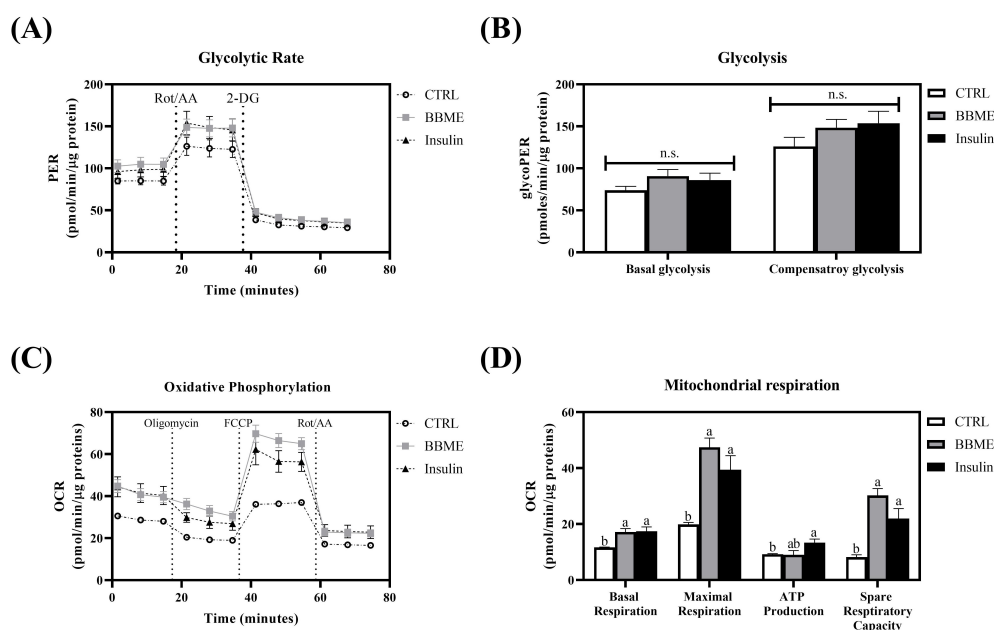 (A)
Glycolytic Rate
PER
(pmol/min/μg protein)
200
150
100
50
0
Rot/AA
2-DG
0
20
40
60
80
Time (minutes)
CTRL
BBME
Insulin
(B)
Glycolysis
glycoPER
(pmoles/min/μg protein)
200
150
100
50
0
n.s.
n.s.
Basal glycolysis
Compensatroy glycolysis
CTRL
BBME
Insulin
(C)
Oxidative Phosphorylation
OCR
(pmol/min/μg proteins)
80
60
40
20
0
Oligomycin
FCCP
Rot/AA
0
20
40
60
80
Time (minutes)
CTRL
BBME
Insulin
(D)
Mitochondrial respiration
OCR
(pmol/min/μg proteins)
60
40
20
0
b
a
a
b
a
a
b
ab
a
b
a
a
Basal
Respiration
Maximal
Respiration
ATP
Production
Spare
Resptiratory
Capacity
CTRL
BBME
Insulin